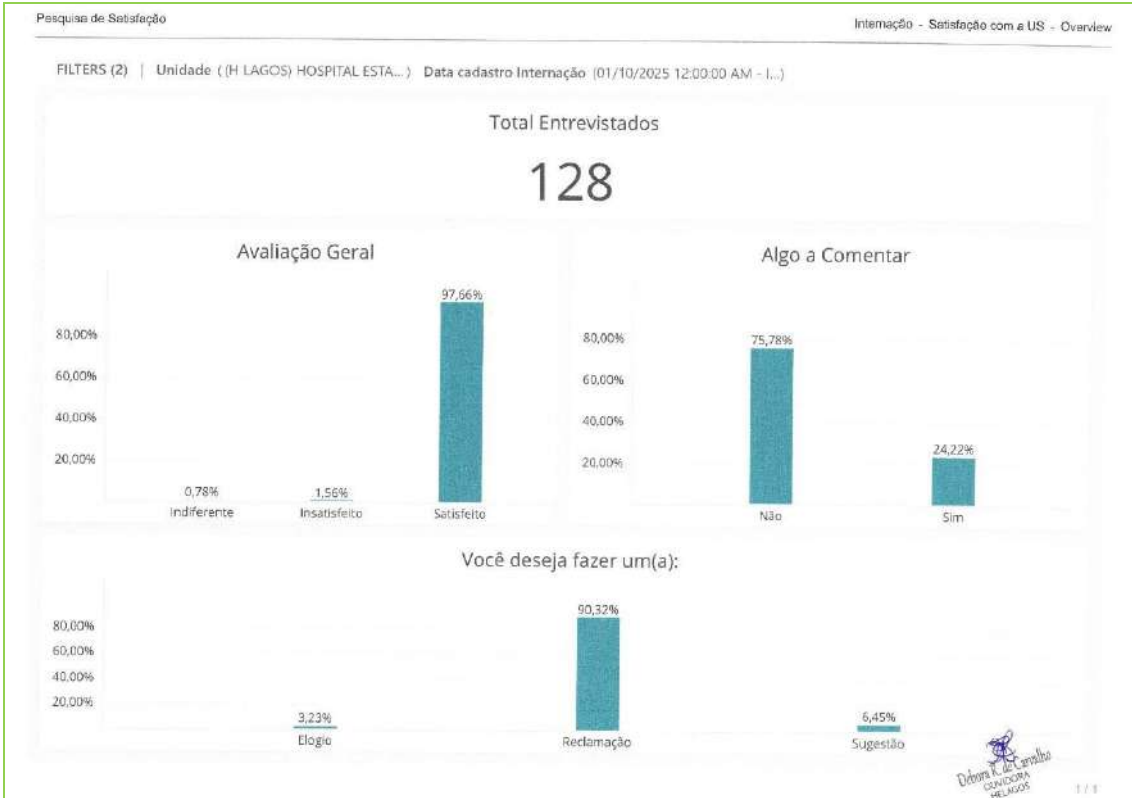 Pesquisa de Satisfação
Internação - Satisfação com a US - Overview
FILTERS (2) | Unidade ((H LAGOS) HOSPITAL ESTA...) Data cadastro Internação (01/10/2025 12:00:00 AM - I...)
Total Entrevistados
128
Avaliação Geral
97,66%
80,00%
60,00%
40,00%
20,00%
0,78%
1,56%
Indiferente
Insatisfeito
Satisfeito
Algo a Comentar
80,00%
75,78%
60,00%
40,00%
20,00%
24,22%
Não
Sim
Você deseja fazer um(a):
90,32%
80,00%
60,00%
40,00%
20,00%
3,23%
6,45%
Elogio
Reclamação
Sugestão
Debora K. de Carvalho
OUVIDORA
HELAGOS
1 / 1